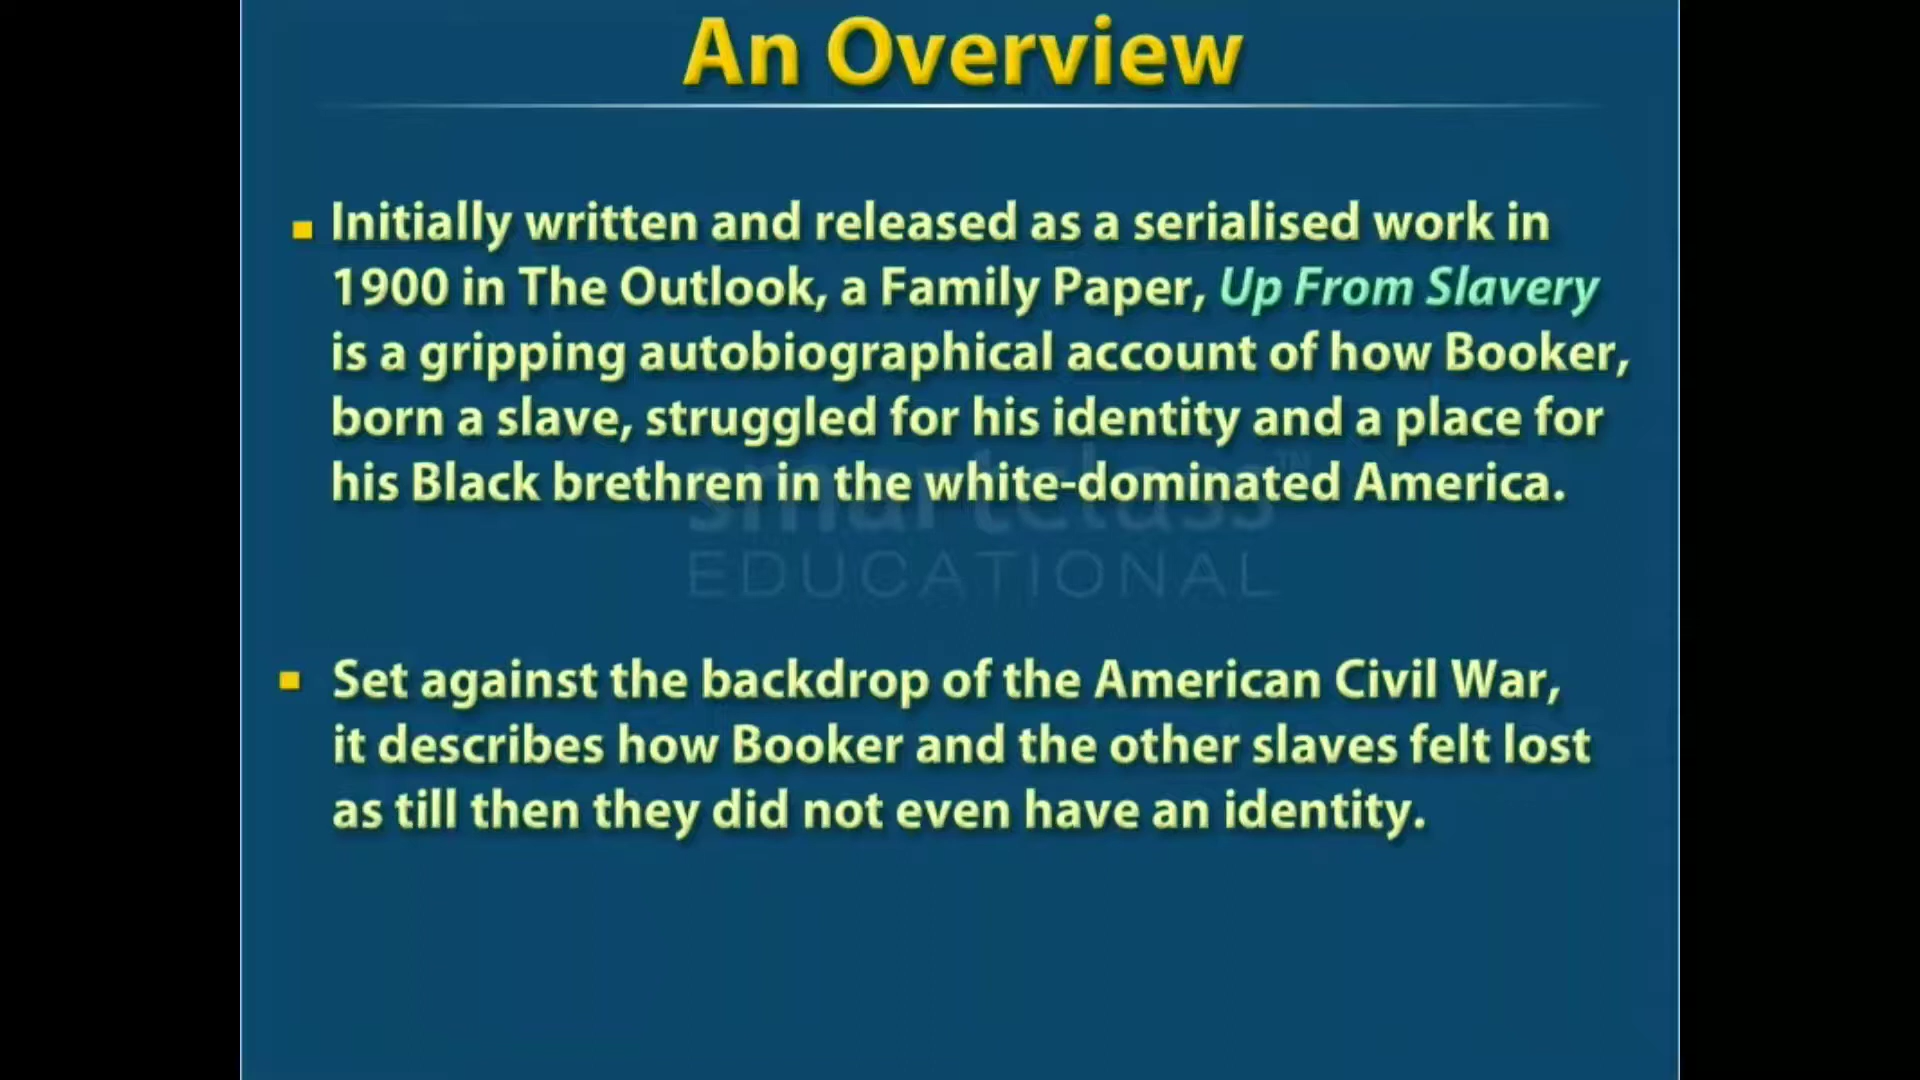 An Overview
Initially written and released as a serialised work in
1900 in The Outlook, a Family Paper, Up From Slavery
is a gripping autobiographical account of how Booker,
born a slave, struggled for his identity and a place for
his Black brethren in the white-dominated America.
smartclass™
EDUCATIONAL
Set against the backdrop of the American Civil War,
it describes how Booker and the other slaves felt lost
as till then they did not even have an identity.